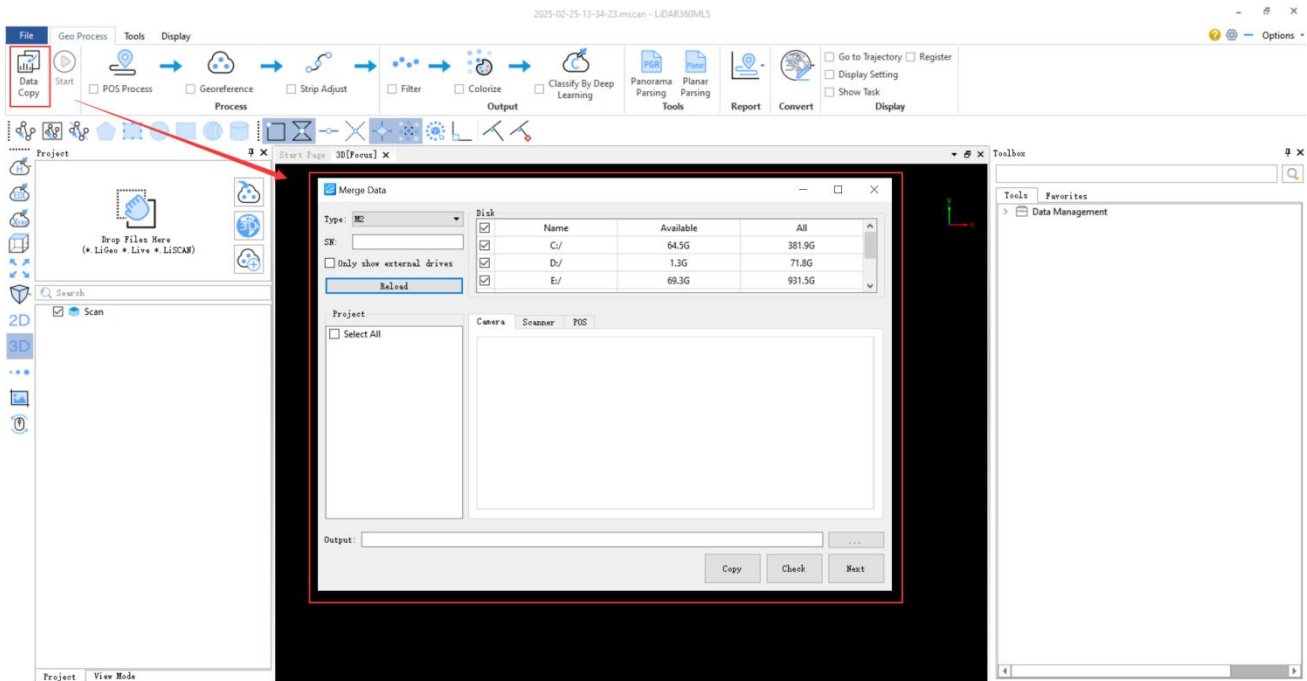 2025-02-25-13-34-23.mscan - LiDAR360MLS
File Geo Process Tools Display
Options
Data Copy
Start
POS Process
Georeference
Strip Adjust
Filter
Colorize
Classify By Deep Learning
Panorama Parsing
Planar Parsing
PGR
Planar
Go to Trajectory Register
Display Setting
Show Task
Process Output Tools Report Convert Display
Project
Start Page 3D[Focus]
Toolbox
Drop Files Here
(*.LiGeo *.Live *.LiSCAN)
3D
Search
Scan
2D
3D
Project View Mode
Merge Data
Type: M2
SN:
Only show external drives
Reload
Disk
Name Available All
C:/ 64.5G 381.9G
D:/ 1.3G 71.8G
E:/ 69.3G 931.5G
Project
Select All
Camera Scanner POS
Output: ...
Copy Check Next
Tools Favorites
Data Management